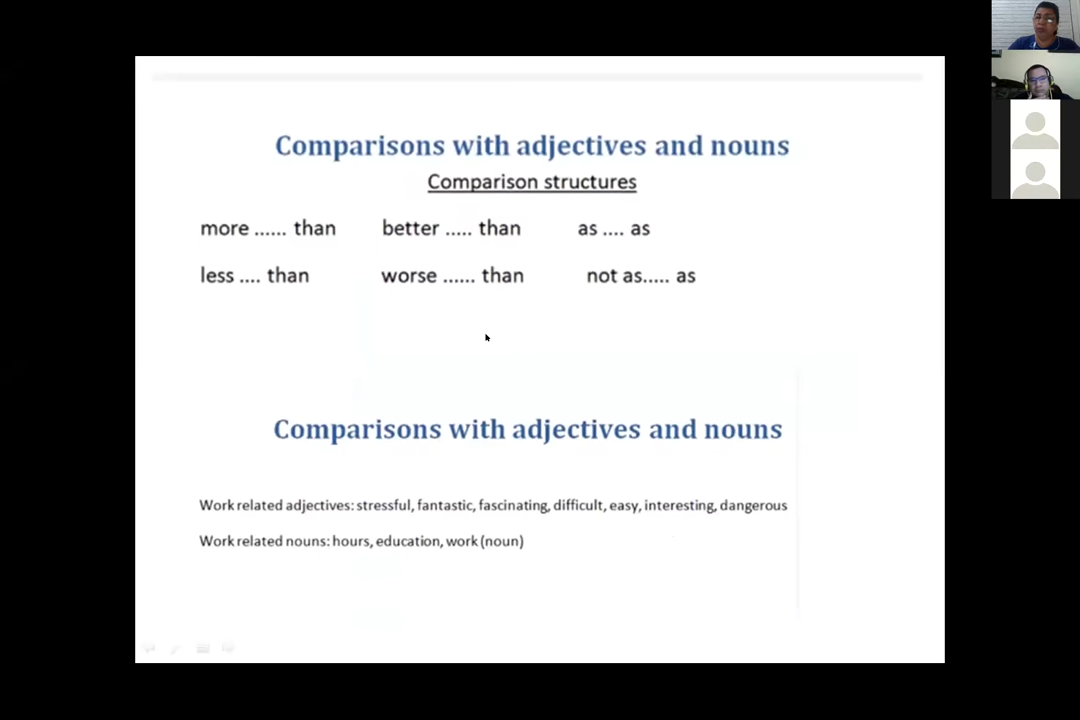 Comparisons with adjectives and nouns
Comparison structures
more ...... than better ..... than as .... as
less .... than worse ...... than not as..... as
Comparisons with adjectives and nouns
Work related adjectives: stressful, fantastic, fascinating, difficult, easy, interesting, dangerous
Work related nouns: hours, education, work (noun)